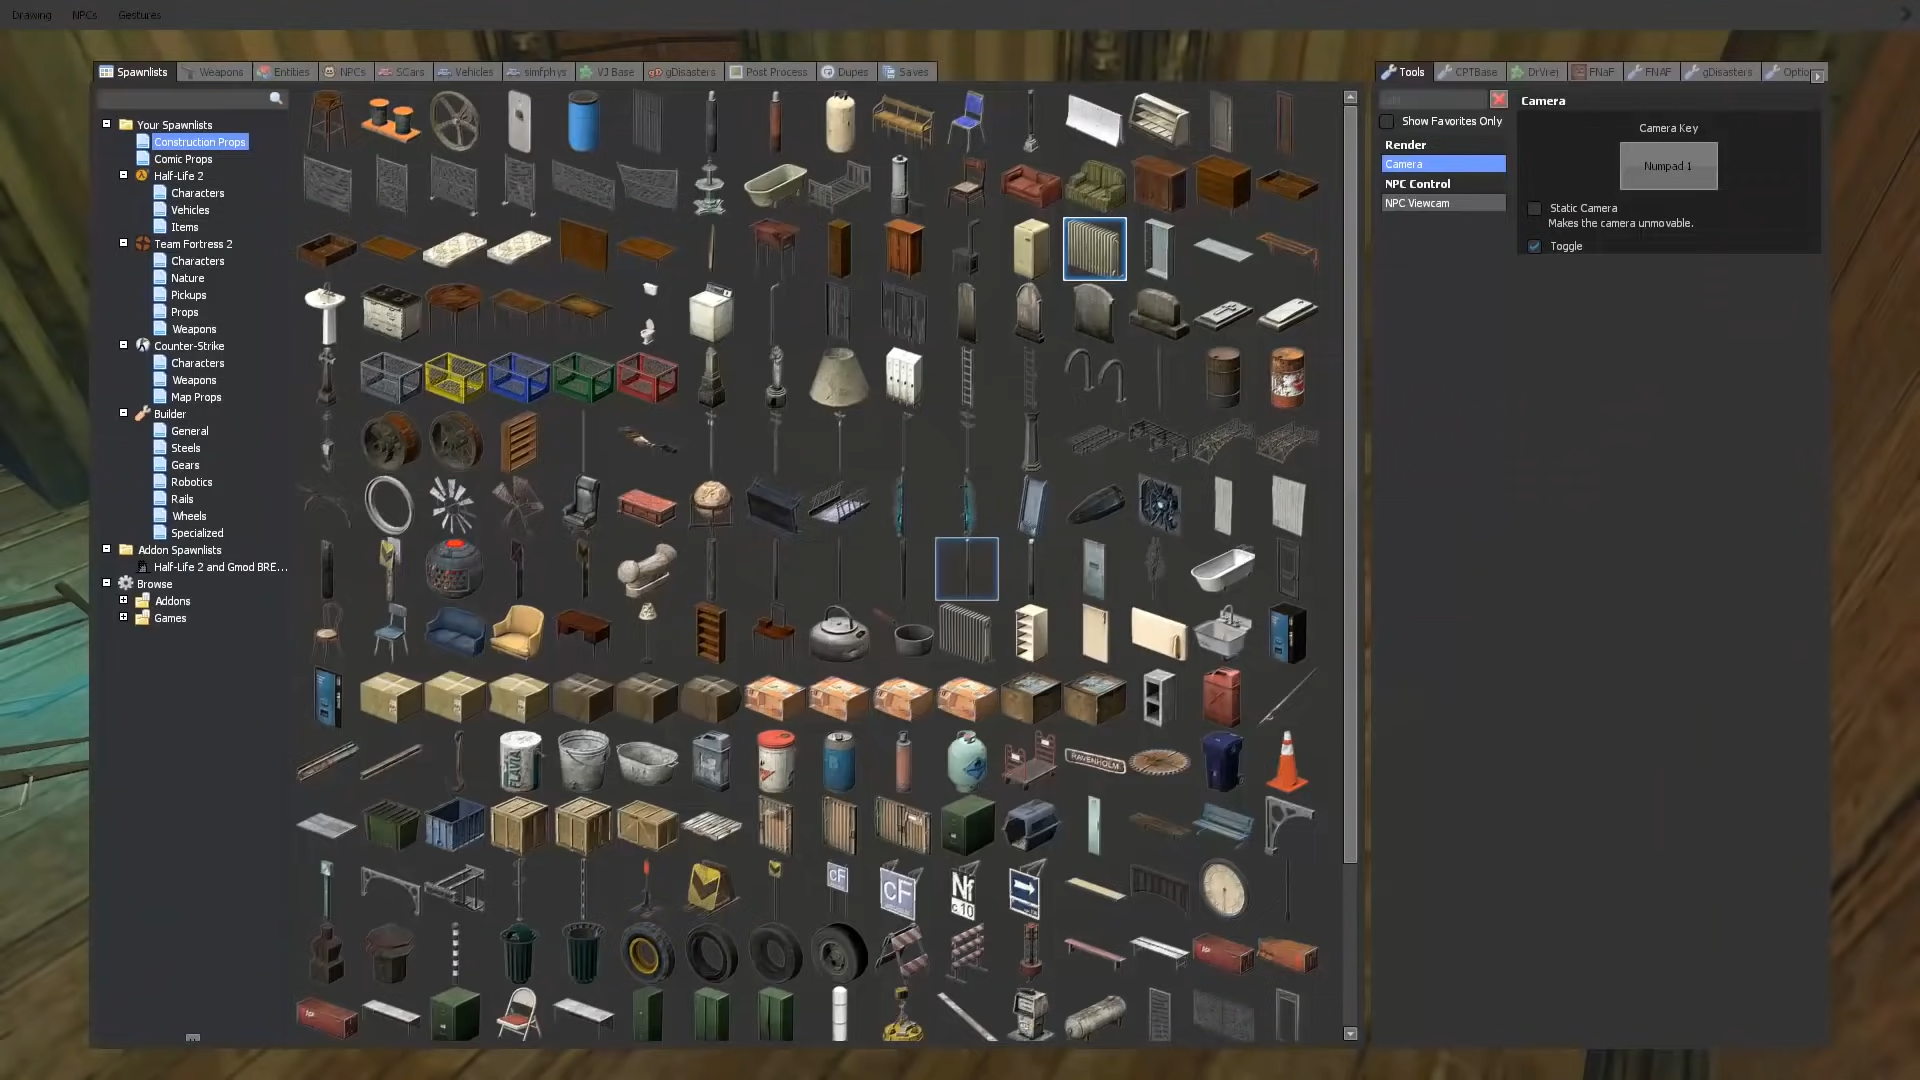 Drawing NPCs Gestures
Spawnlists Weapons Entities NPCs SCars Vehicles simfphys VJ Base gDisasters Post Process Dupes Saves
Tools CPTBase DrVrej FNaF FNAF gDisasters Optio
Your Spawnlists
Construction Props
Comic Props
Half-Life 2
Characters
Vehicles
Items
Team Fortress 2
Characters
Nature
Pickups
Props
Weapons
Counter-Strike
Characters
Weapons
Map Props
Builder
General
Steels
Gears
Robotics
Rails
Wheels
Specialized
Addon Spawnlists
Half-Life 2 and Gmod BRE...
Browse
Addons
Games
FLAVIA
RAVENHOLM
cF
cF
Nf
c 10
Show Favorites Only
Render
Camera
NPC Control
NPC Viewcam
Camera
Camera Key
Numpad 1
Static Camera
Makes the camera unmovable.
Toggle